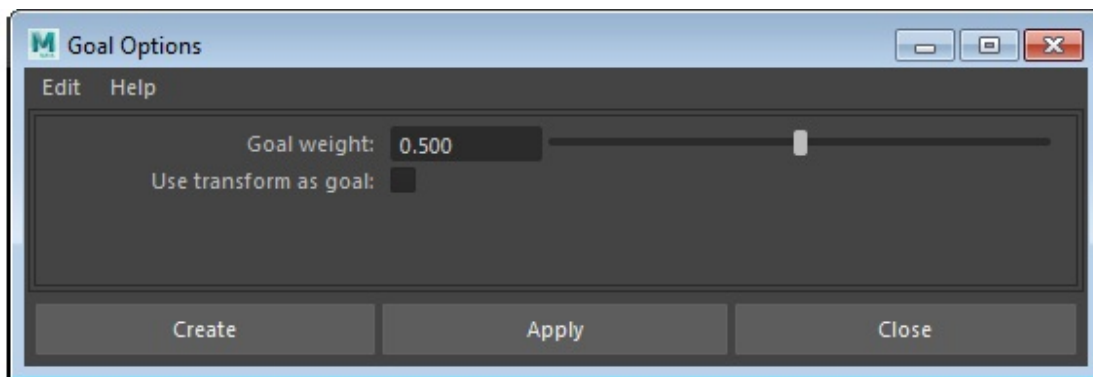 M Goal Options
Edit Help
Goal weight: 0.500
Use transform as goal:
Create Apply Close